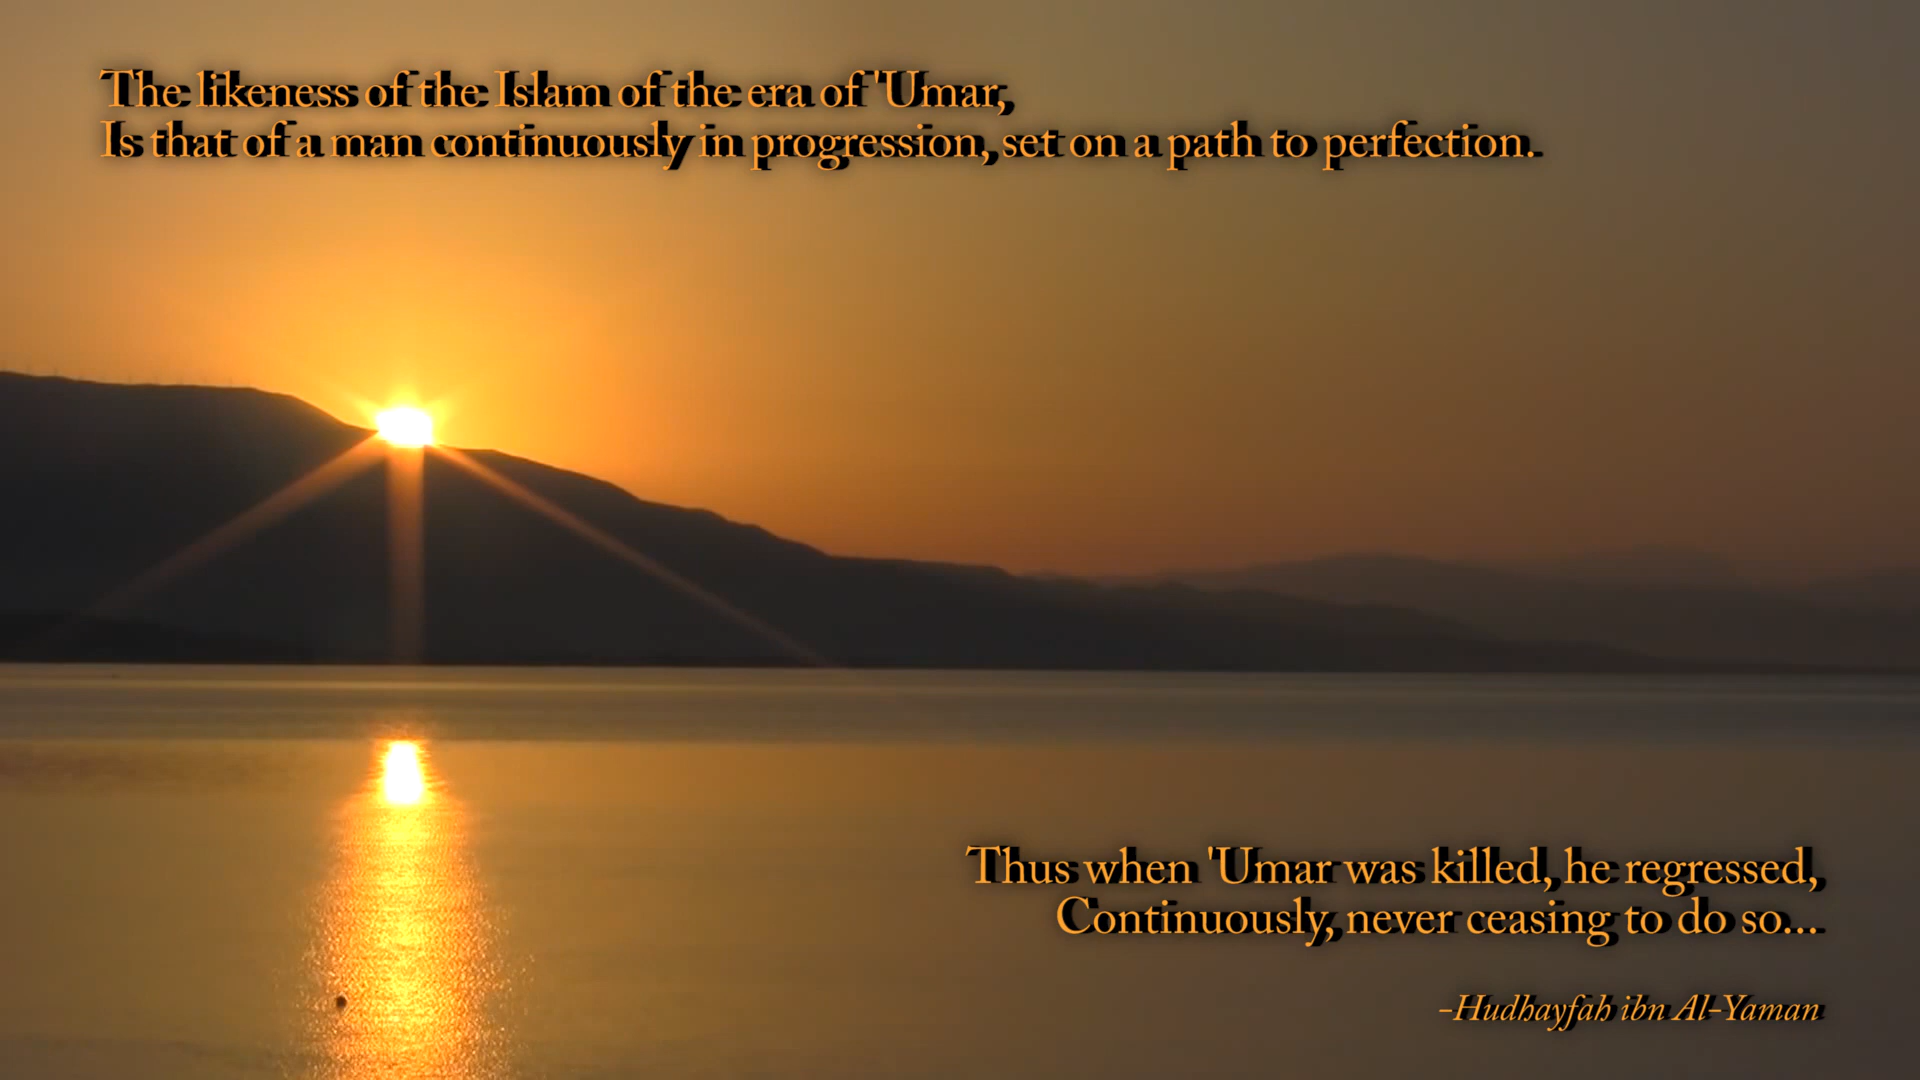 The likeness of the Islam of the era of 'Umar,
Is that of a man continuously in progression, set on a path to perfection.
Thus when 'Umar was killed, he regressed,
Continuously, never ceasing to do so...
-Hudhayfah ibn Al-Yaman